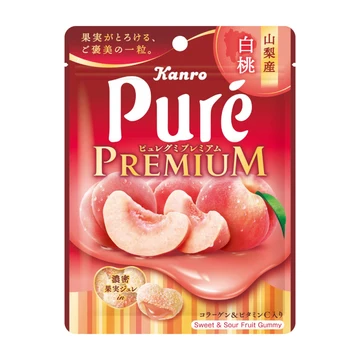 果実がとろける、
ご褒美の一粒。
山梨産
白桃
Kanro
Puré
ピュレグミプレミアム
PREMIUM
濃密
果実ジュレ
in
コラーゲン&ビタミンC入り
Sweet & Sour Fruit Gummy